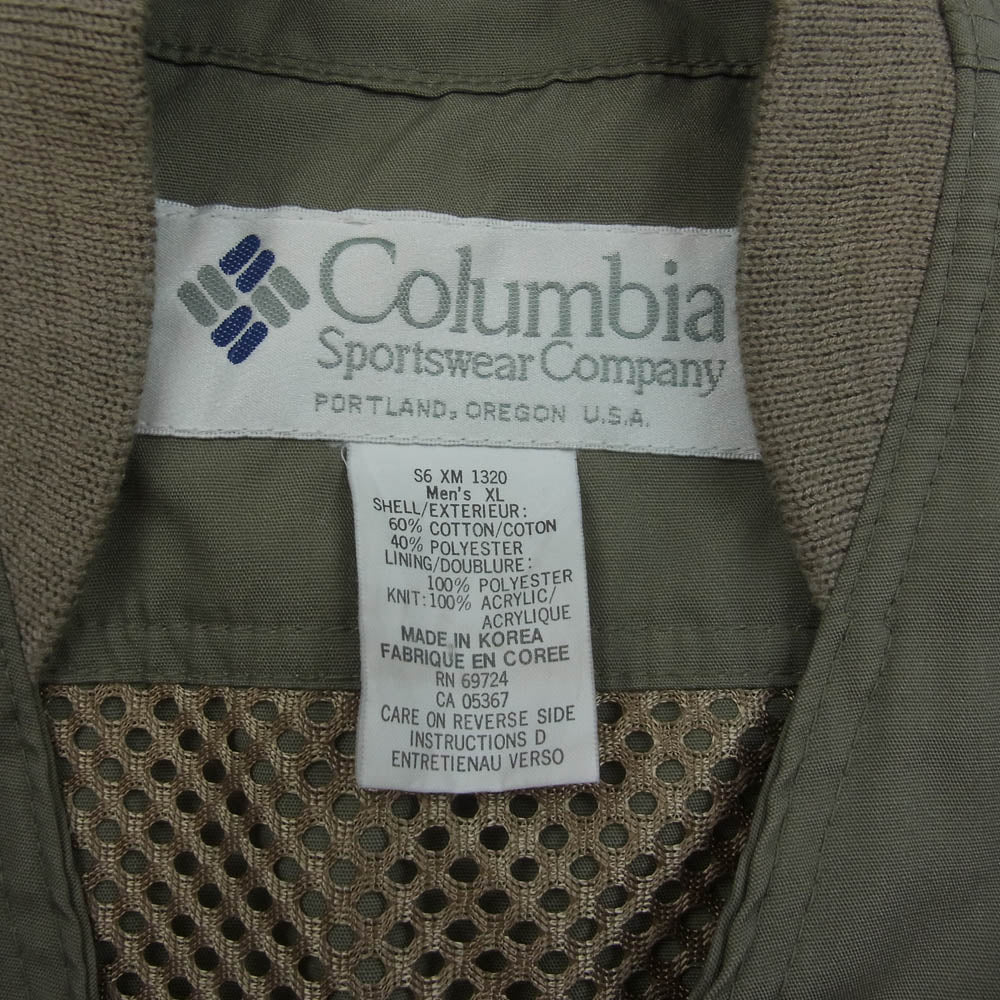 Columbia
Sportswear Company
PORTLAND, OREGON U.S.A.
S6 XM 1320
Men's XL
SHELL/EXTERIEUR:
60% COTTON/COTON
40% POLYESTER
LINING/DOUBLURE:
100% POLYESTER
KNIT:100% ACRYLIC/
ACRYLIQUE
MADE IN KOREA
FABRIQUE EN COREE
RN 69724
CA 05367
CARE ON REVERSE SIDE
INSTRUCTIONS D
ENTRETIENAU VERSO